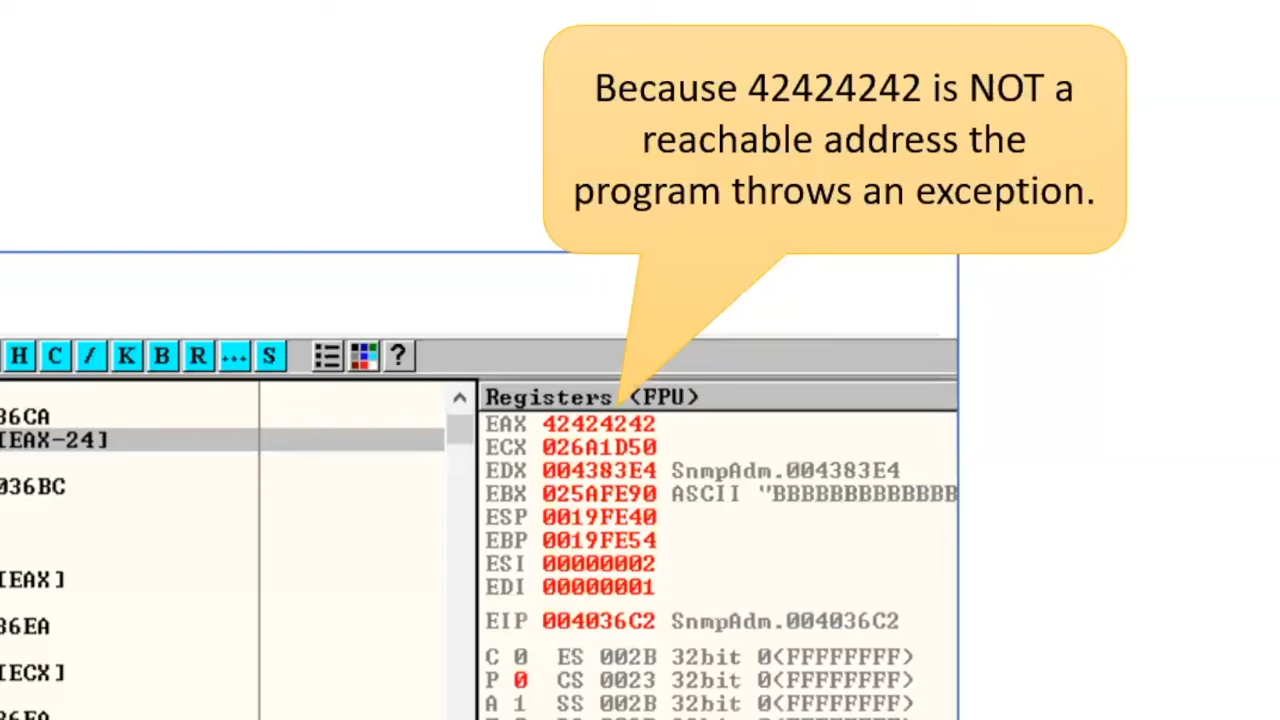 Because 42424242 is NOT a
reachable address the
program throws an exception.
H C / K B R ... S ?
Registers (FPU)
36CA
[EAX-24]
036BC
[EAX]
36EA
[ECX]
EAX 42424242
ECX 026A1D50
EDX 004383E4 SnmpAdm.004383E4
EBX 025AFE90 ASCII "BBBBBBBBBBBBB
ESP 0019FE40
EBP 0019FE54
ESI 00000002
EDI 00000001
EIP 004036C2 SnmpAdm.004036C2
C 0 ES 002B 32bit 0(FFFFFFFF)
P 0 CS 0023 32bit 0(FFFFFFFF)
A 1 SS 002B 32bit 0(FFFFFFFF)